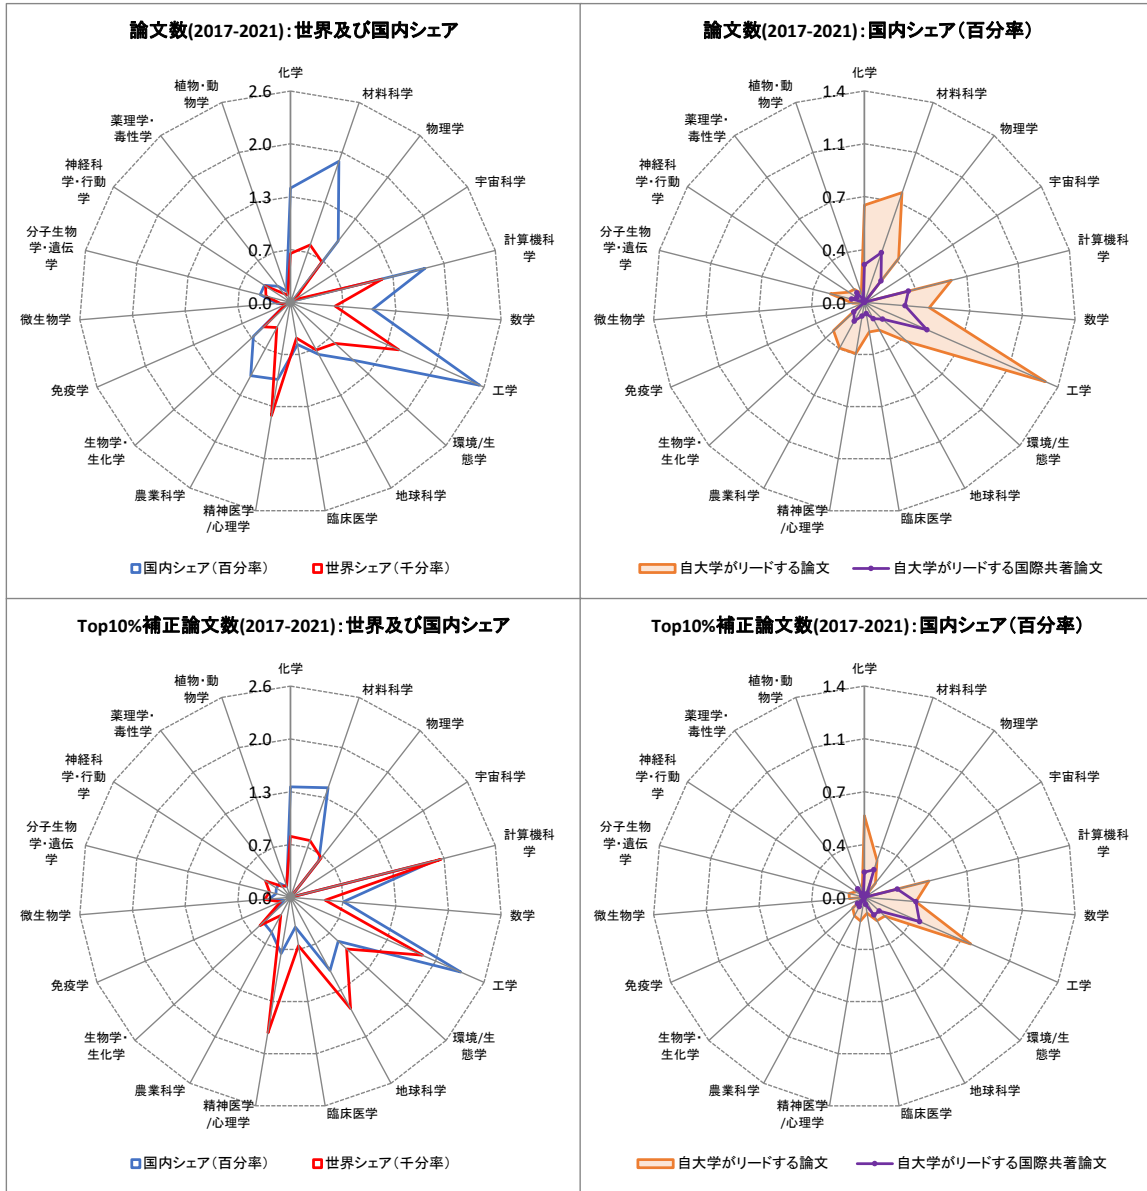 論文数(2017-2021):世界及び国内シェア
化学
材料科学
物理学
宇宙科学
計算機科
学
数学
工学
環境/生
態学
地球科学
臨床医学
精神医学
/心理学
農業科学
生物学・
生化学
免疫学
微生物学
分子生物
学・遺伝
学
神経科
学・行動
学
薬理学・
毒性学
植物・動
物学
2.6
2.0
1.3
0.7
0.0
国内シェア(百分率)
世界シェア(千分率)
論文数(2017-2021):国内シェア(百分率)
化学
材料科学
物理学
宇宙科学
計算機科
学
数学
工学
環境/生
態学
地球科学
臨床医学
精神医学
/心理学
農業科学
生物学・
生化学
免疫学
微生物学
分子生物
学・遺伝
学
神経科
学・行動
学
薬理学・
毒性学
植物・動
物学
1.4
1.1
0.7
0.4
0.0
自大学がリードする論文
自大学がリードする国際共著論文
Top10%補正論文数(2017-2021):世界及び国内シェア
化学
材料科学
物理学
宇宙科学
計算機科
学
数学
工学
環境/生
態学
地球科学
臨床医学
精神医学
/心理学
農業科学
生物学・
生化学
免疫学
微生物学
分子生物
学・遺伝
学
神経科
学・行動
学
薬理学・
毒性学
植物・動
物学
2.6
2.0
1.3
0.7
0.0
国内シェア(百分率)
世界シェア(千分率)
Top10%補正論文数(2017-2021):国内シェア(百分率)
化学
材料科学
物理学
宇宙科学
計算機科
学
数学
工学
環境/生
態学
地球科学
臨床医学
精神医学
/心理学
農業科学
生物学・
生化学
免疫学
微生物学
分子生物
学・遺伝
学
神経科
学・行動
学
薬理学・
毒性学
植物・動
物学
1.4
1.1
0.7
0.4
0.0
自大学がリードする論文
自大学がリードする国際共著論文